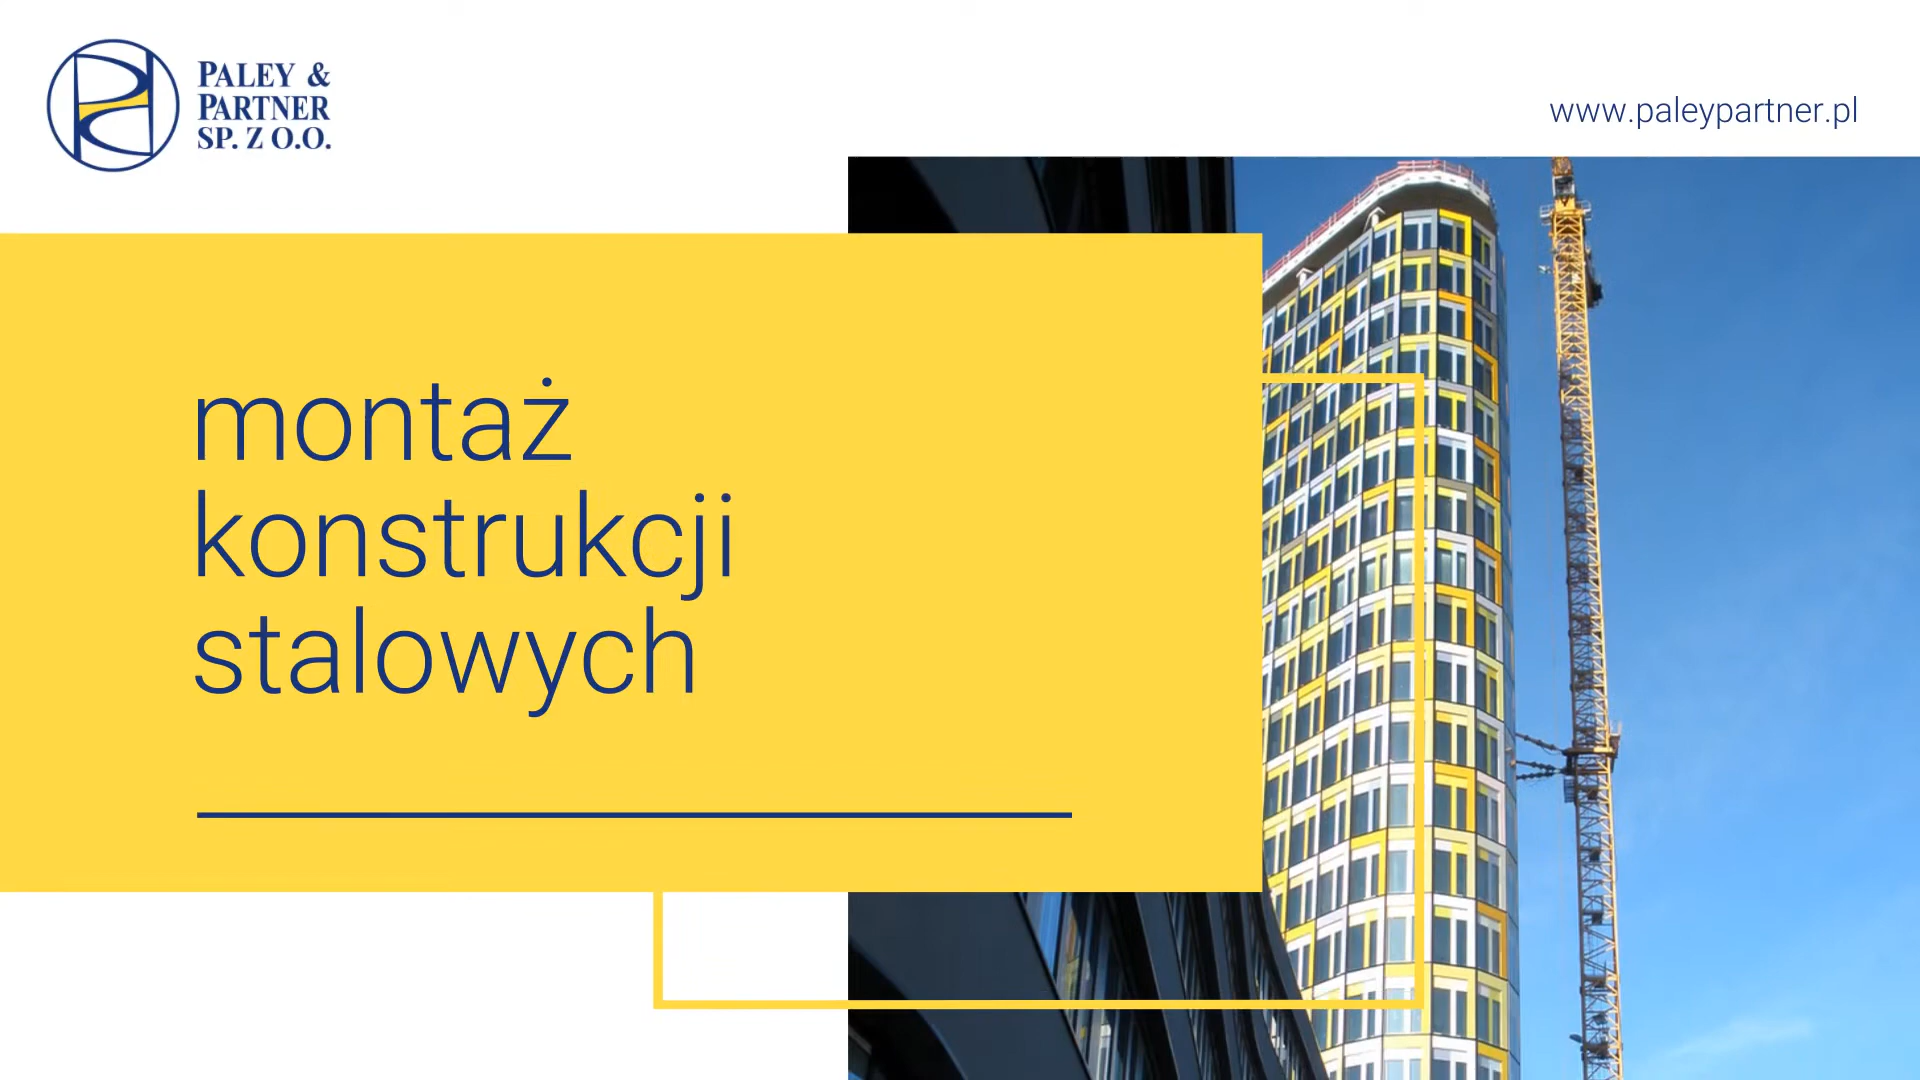 PALEY &
PARTNER
SP. Z O.O.
www.paleypartner.pl
montaż
konstrukcji
stalowych